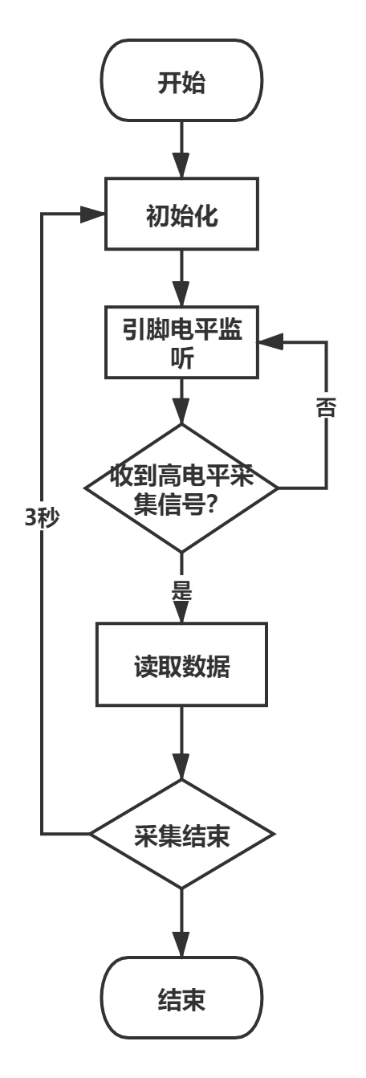 开始
初始化
引脚电平监
听
否
收到高电平采
集信号？
3秒
是
读取数据
采集结束
结束